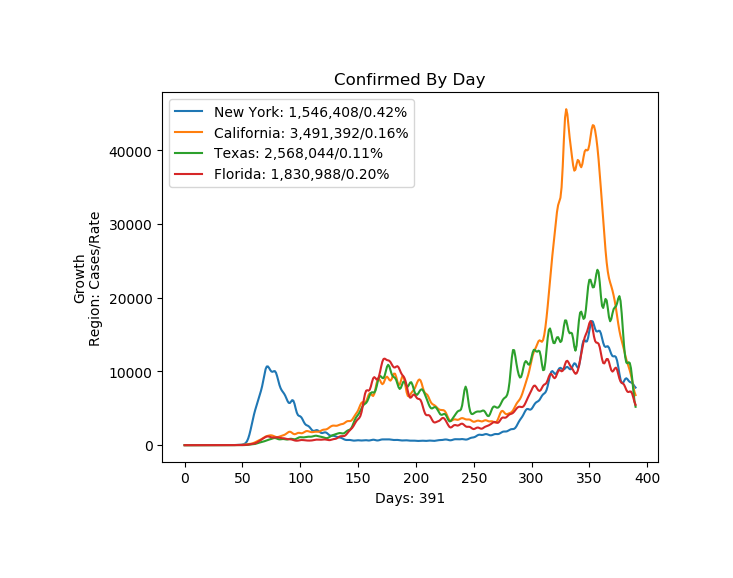 Confirmed By Day
New York: 1,546,408/0.42%
California: 3,491,392/0.16%
Texas: 2,568,044/0.11%
Florida: 1,830,988/0.20%
Growth
Region: Cases/Rate
40000
30000
20000
10000
0
0 50 100 150 200 250 300 350 400
Days: 391